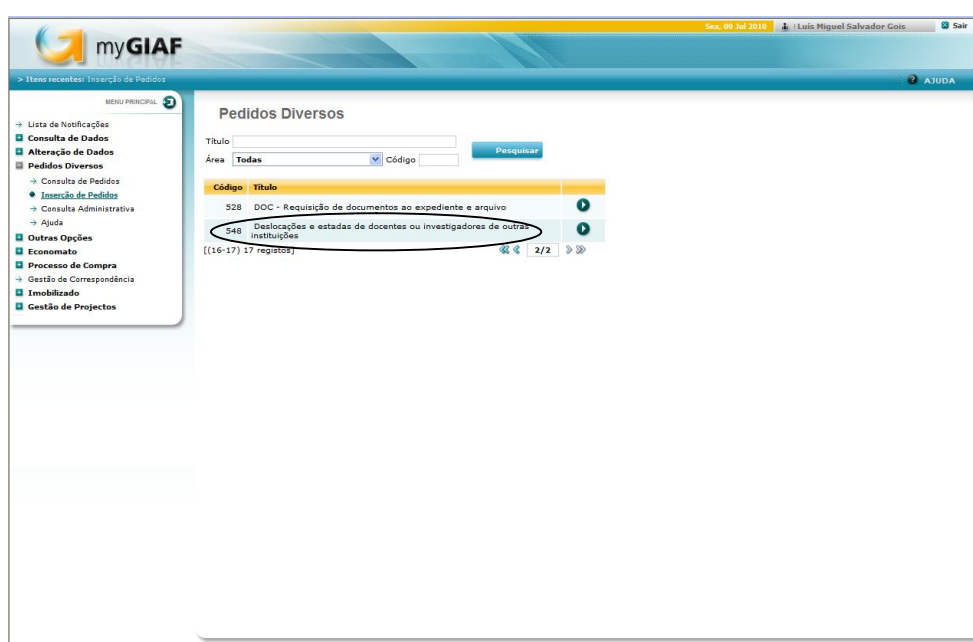 Sex, 09 Jul 2010 Luís Miguel Salvador Gois Sair
myGIAF
> Itens recentes: Inserção de Pedidos
AJUDA
MENU PRINCIPAL
Lista de Notificações
Consulta de Dados
Alteração de Dados
Pedidos Diversos
Consulta de Pedidos
Inserção de Pedidos
Consulta Administrativa
Ajuda
Outras Opções
Economato
Processo de Compra
Gestão de Correspondência
Imobilizado
Gestão de Projectos
Pedidos Diversos
Título
Pesquisar
Área Todas Código
Código Título
528 DOC - Requisição de documentos ao expediente e arquivo
548 Deslocações e estadas de docentes ou investigadores de outras
instituições
[(16-17) 17 registos] 2/2